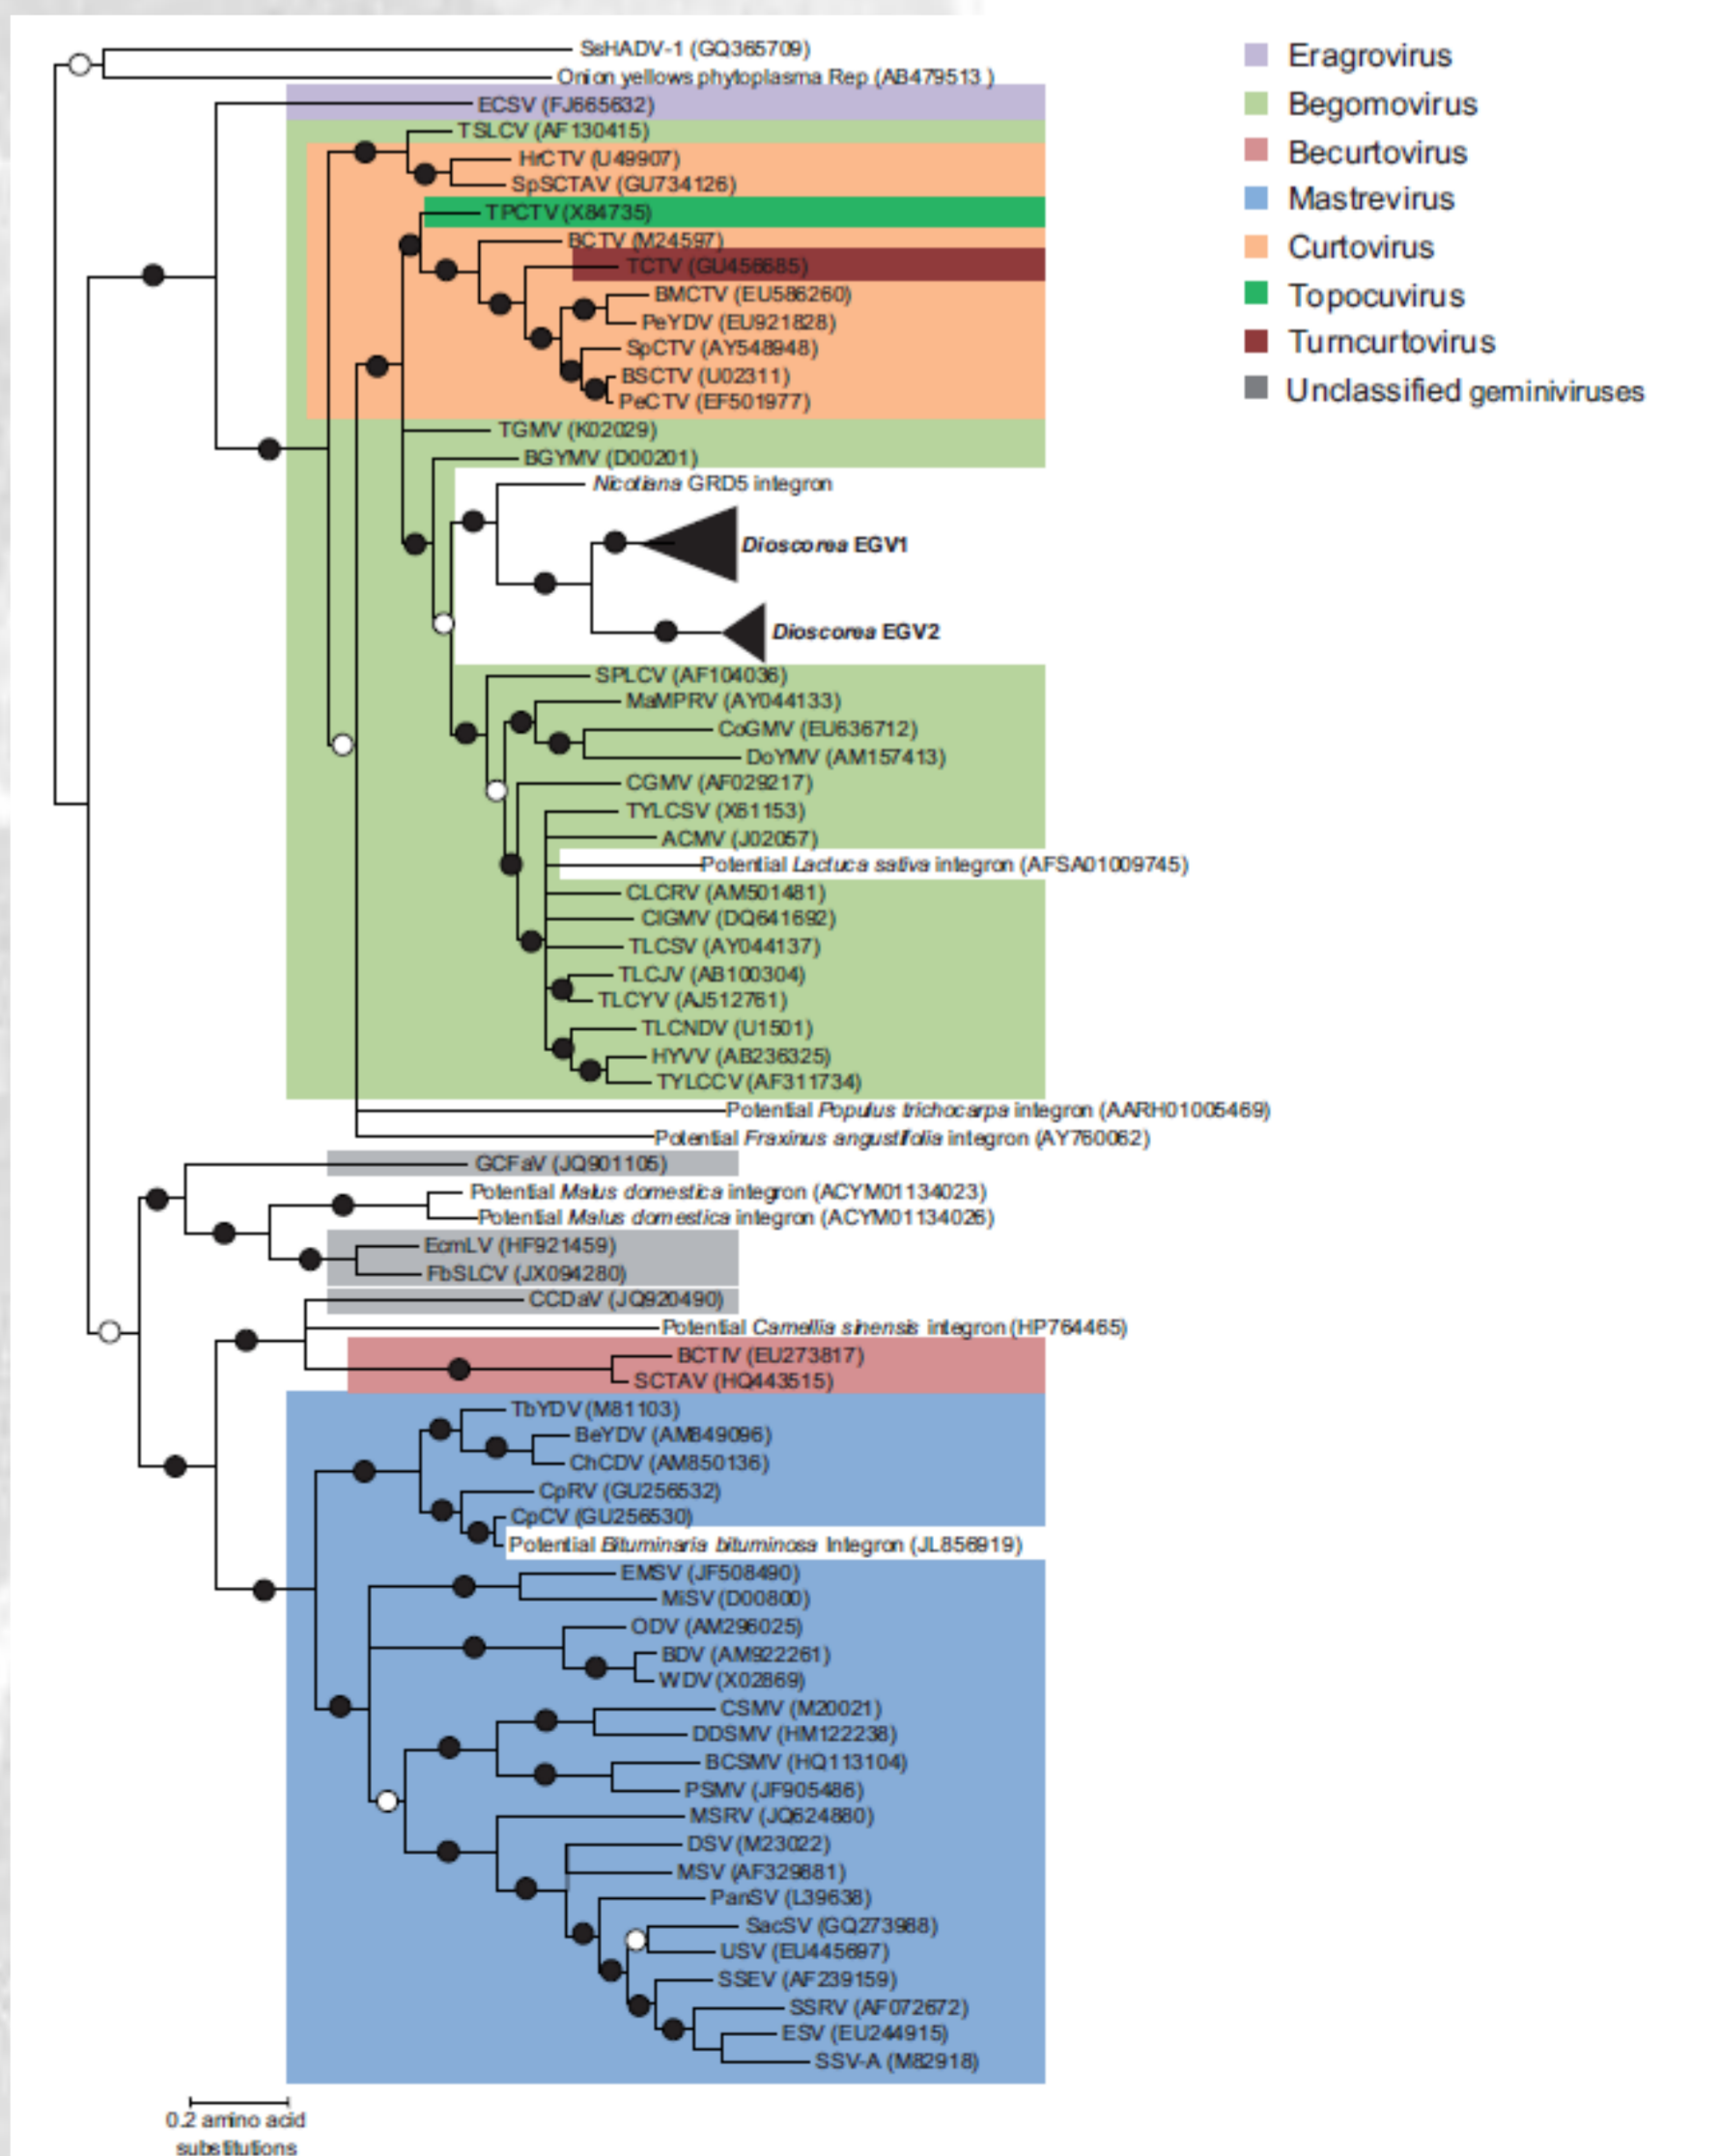 SsHADV-1 (GQ365709)
Onion yellows phytoplasma Rep (AB479513 )
ECSV (FJ665632)
TSLCV (AF130415)
HrCTV (U49907)
SpSCTAV (GU734126)
TPCTV (X84735)
BCTV (M24597)
TCTV (GU456685)
BMCTV (EU586260)
PeYDV (EU921828)
SpCTV (AY548948)
BSCTV (U02311)
PeCTV (EF501977)
TGMV (K02029)
BGYMV (D00201)
Nicotiana GRD5 integron
Dioscorea EGV1
Dioscorea EGV2
SPLCV (AF104036)
MaMPRV (AY044133)
CoGMV (EU636712)
DoYMV (AM157413)
CGMV (AF029217)
TYLCSV (X61153)
ACMV (J02057)
Potential Lactuca sativa integron (AFSA01009745)
CLCRV (AM501481)
ClGMV (DQ641692)
TLCSV (AY044137)
TLCJV (AB100304)
TLCYV (AJ512761)
TLCNDV (U1501)
HYVV (AB236325)
TYLCCV (AF311734)
Potential Populus trichocarpa integron (AARH01005469)
Potential Fraxinus angustifolia integron (AY760062)
GCFaV (JQ901105)
Potential Malus domestica integron (ACYM01134023)
Potential Malus domestica integron (ACYM01134026)
EcmLV (HF921459)
FbSLCV (JX094280)
CCDaV (JQ920490)
Potential Camellia sinensis integron (HP764465)
BCTIV (EU273817)
SCTAV (HQ443515)
TbYDV (M81103)
BeYDV (AM849096)
ChCDV (AM850136)
CpRV (GU256532)
CpCV (GU256530)
Potential Bituminaria bituminosa Integron (JL856919)
EMSV (JF508490)
MiSV (D00800)
ODV (AM296025)
BDV (AM922261)
WDV (X02869)
CSMV (M20021)
DDSMV (HM122238)
BCSMV (HQ113104)
PSMV (JF905486)
MSRV (JQ624880)
DSV (M23022)
MSV (AF329881)
PanSV (L39638)
SacSV (GQ273988)
USV (EU445697)
SSEV (AF239159)
SSRV (AF072672)
ESV (EU244915)
SSV-A (M82918)
0.2 amino acid
substitutions
Eragrovirus
Begomovirus
Becurtovirus
Mastrevirus
Curtovirus
Topocuvirus
Turncurtovirus
Unclassified geminiviruses